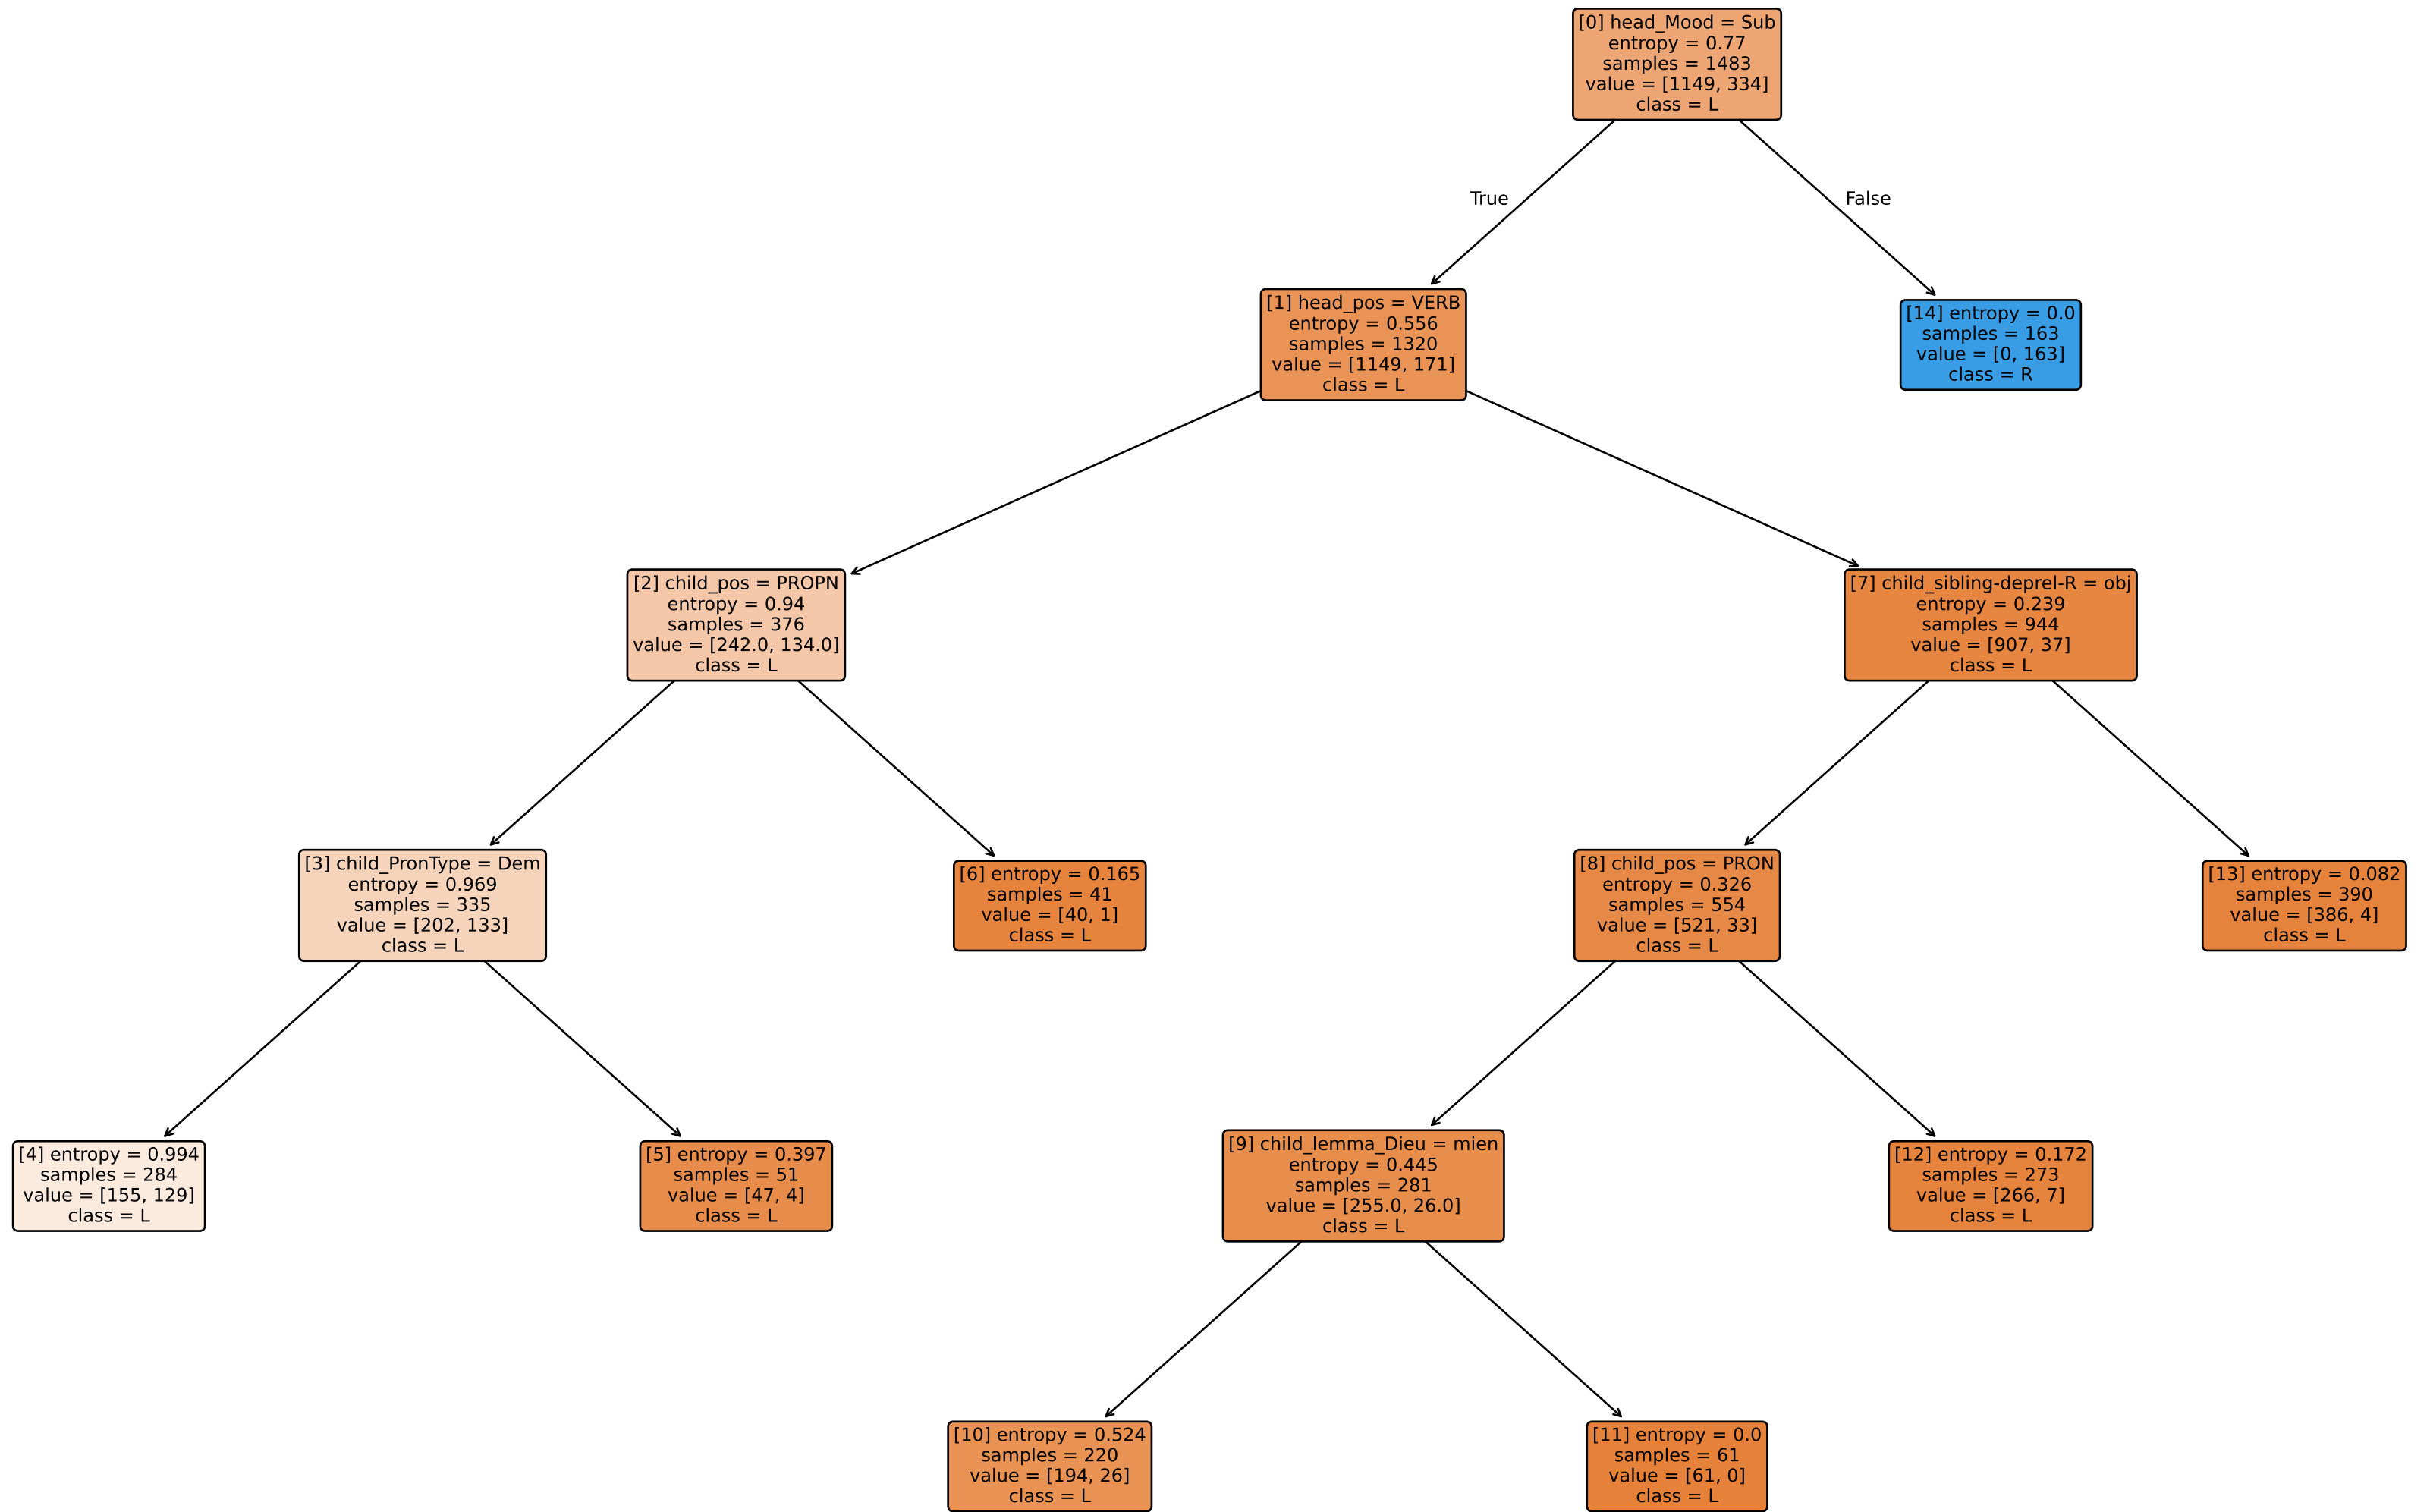 [0] head_Mood = Sub
entropy = 0.77
samples = 1483
value = [1149, 334]
class = L
True
False
[1] head_pos = VERB
entropy = 0.556
samples = 1320
value = [1149, 171]
class = L
[14] entropy = 0.0
samples = 163
value = [0, 163]
class = R
[2] child_pos = PROPN
entropy = 0.94
samples = 376
value = [242.0, 134.0]
class = L
[7] child_sibling-deprel-R = obj
entropy = 0.239
samples = 944
value = [907, 37]
class = L
[3] child_PronType = Dem
entropy = 0.969
samples = 335
value = [202, 133]
class = L
[6] entropy = 0.165
samples = 41
value = [40, 1]
class = L
[8] child_pos = PRON
entropy = 0.326
samples = 554
value = [521, 33]
class = L
[13] entropy = 0.082
samples = 390
value = [386, 4]
class = L
[4] entropy = 0.994
samples = 284
value = [155, 129]
class = L
[5] entropy = 0.397
samples = 51
value = [47, 4]
class = L
[9] child_lemma_Dieu = mien
entropy = 0.445
samples = 281
value = [255.0, 26.0]
class = L
[12] entropy = 0.172
samples = 273
value = [266, 7]
class = L
[10] entropy = 0.524
samples = 220
value = [194, 26]
class = L
[11] entropy = 0.0
samples = 61
value = [61, 0]
class = L